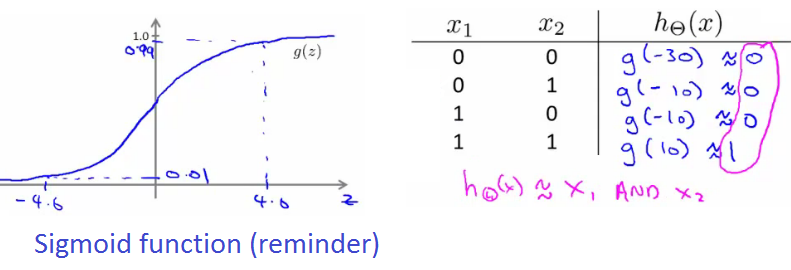 1.0
0.99
g(z)
0.01
-4.6 4.6 z
Sigmoid function (reminder)
x₁ x₂ hΘ(x)
0 0 g(-30) ≈ 0
0 1 g(-10) ≈ 0
1 0 g(-10) ≈ 0
1 1 g(10) ≈ 1
hΘ(x) ≈ x₁ AND x₂